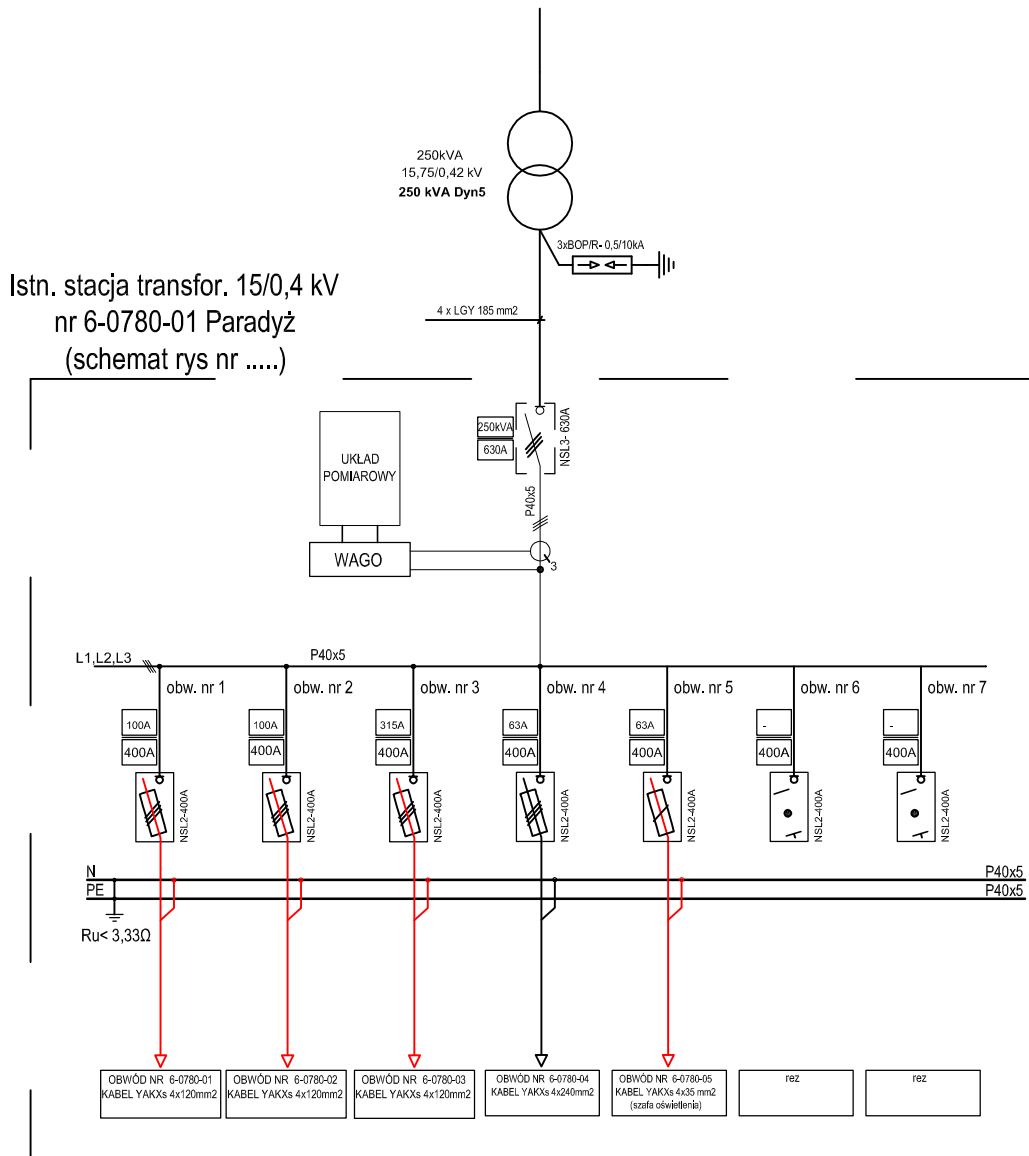 250kVA
15,75/0,42 kV
250 kVA Dyn5
3xBOP/R- 0,5/10kA
Istn. stacja transfor. 15/0,4 kV
nr 6-0780-01 Paradyż
(schemat rys nr .....)
4 x LGY 185 mm2
250kVA
630A
NSL3- 630A
UKŁAD
POMIAROWY
P40x5
WAGO
3
L1,L2,L3
P40x5
obw. nr 1
obw. nr 2
obw. nr 3
obw. nr 4
obw. nr 5
obw. nr 6
obw. nr 7
100A
100A
315A
63A
63A
-
-
400A
400A
400A
400A
400A
400A
400A
NSL2-400A
NSL2-400A
NSL2-400A
NSL2-400A
NSL2-400A
NSL2-400A
NSL2-400A
N
P40x5
PE
P40x5
Ru< 3,33Ω
OBWÓD NR 6-0780-01
KABEL YAKXs 4x120mm2
OBWÓD NR 6-0780-02
KABEL YAKXs 4x120mm2
OBWÓD NR 6-0780-03
KABEL YAKXs 4x120mm2
OBWÓD NR 6-0780-04
KABEL YAKXs 4x240mm2
OBWÓD NR 6-0780-05
KABEL YAKXs 4x35 mm2
(szafa oświetlenia)
rez
rez